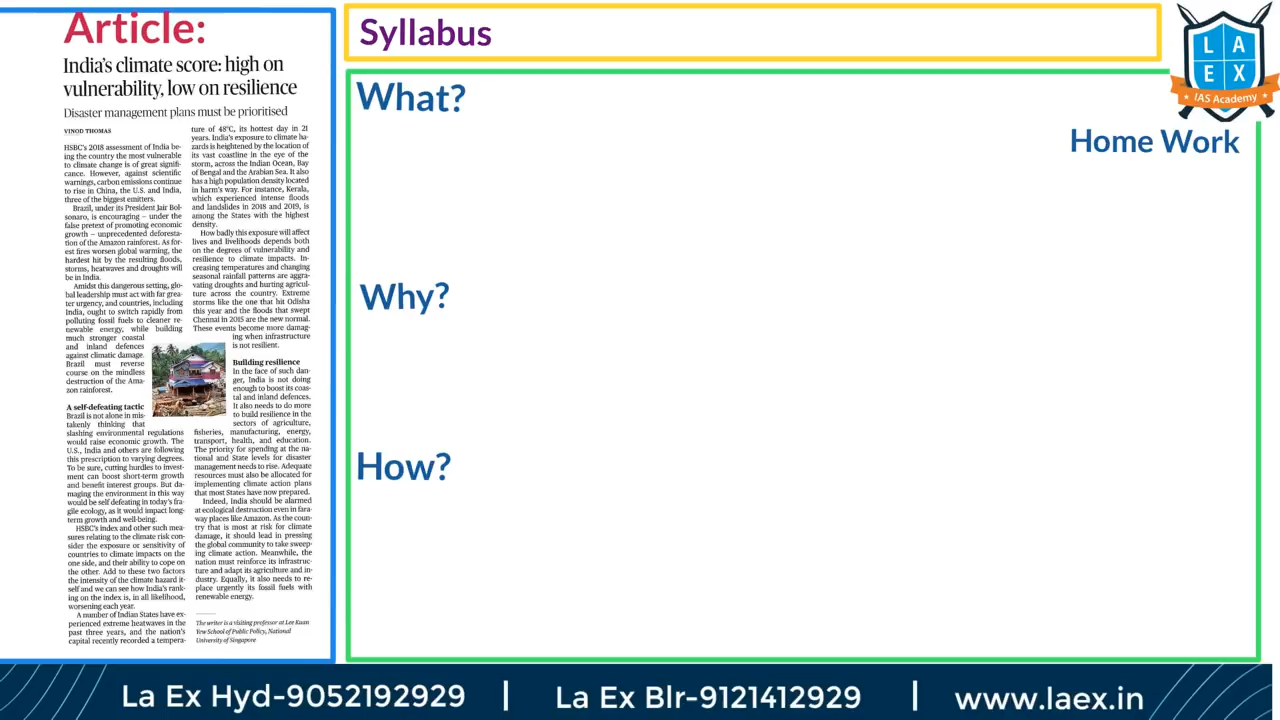 Article:
India's climate score: high on
vulnerability, low on resilience
Disaster management plans must be prioritised
VINOD THOMAS
HSBC's 2018 assessment of India be-
ing the country the most vulnerable
to climate change is of great signifi-
cance. However, against scientific
warnings, carbon emissions continue
to rise in China, the U.S. and India,
three of the biggest emitters.
Brazil, under its President Jair Bol-
sonaro, is encouraging – under the
false pretext of promoting economic
growth – unprecedented deforesta-
tion of the Amazon rainforest. As for-
est fires worsen global warming, the
hardest hit by the resulting floods,
storms, heatwaves and droughts will
be in India.
Amidst this dangerous setting, glo-
bal leadership must act with far grea-
ter urgency, and countries, including
India, ought to switch rapidly from
polluting fossil fuels to cleaner re-
newable energy, while building
much stronger coastal
and inland defences
against climatic damage.
Brazil must reverse
course on the mindless
destruction of the Ama-
zon rainforest.
A self-defeating tactic
Brazil is not alone in mis-
takenly thinking that
slashing environmental regulations
would raise economic growth. The
U.S., India and others are following
this prescription to varying degrees.
To be sure, cutting hurdles to invest-
ment can boost short-term growth
and benefit interest groups. But da-
maging the environment in this way
would be self defeating in today's fra-
gile ecology, as it would impact long-
term growth and well-being.
HSBC's index and other such mea-
sures relating to the climate risk con-
sider the exposure or sensitivity of
countries to climate impacts on the
one side, and their ability to cope on
the other. Add to these two factors
the intensity of the climate hazard it-
self and we can see how India's rank-
ing on the index is, in all likelihood,
worsening each year.
A number of Indian States have ex-
perienced extreme heatwaves in the
past three years, and the nation's
capital recently recorded a tempera-
ture of 48°C, its hottest day in 21
years. India's exposure to climate ha-
zards is heightened by the location of
its vast coastline in the eye of the
storm, across the Indian Ocean, Bay
of Bengal and the Arabian Sea. It also
has a high population density located
in harm's way. For instance, Kerala,
which experienced intense floods
and landslides in 2018 and 2019, is
among the States with the highest
density.
How badly this exposure will affect
lives and livelihoods depends both
on the degrees of vulnerability and
resilience to climate impacts. In-
creasing temperatures and changing
seasonal rainfall patterns are aggra-
vating droughts and hurting agricul-
ture across the country. Extreme
storms like the one that hit Odisha
this year and the floods that swept
Chennai in 2015 are the new normal.
These events become more damag-
ing when infrastructure
is not resilient.
Building resilience
In the face of such dan-
ger, India is not doing
enough to boost its coas-
tal and inland defences.
It also needs to do more
to build resilience in the
sectors of agriculture,
fisheries, manufacturing, energy,
transport, health, and education.
The priority for spending at the na-
tional and State levels for disaster
management needs to rise. Adequate
resources must also be allocated for
implementing climate action plans
that most States have now prepared.
Indeed, India should be alarmed
at ecological destruction even in fara-
way places like Amazon. As the coun-
try that is most at risk for climate
damage, it should lead in pressing
the global community to take sweep-
ing climate action. Meanwhile, the
nation must reinforce its infrastruc-
ture and adapt its agriculture and in-
dustry. Equally, it also needs to re-
place urgently its fossil fuels with
renewable energy.
The writer is a visiting professor at Lee Kuan
Yew School of Public Policy, National
University of Singapore
Syllabus
L A
E X
IAS Academy
What?
Home Work
Why?
How?
La Ex Hyd-9052192929 | La Ex Blr-9121412929 | www.laex.in